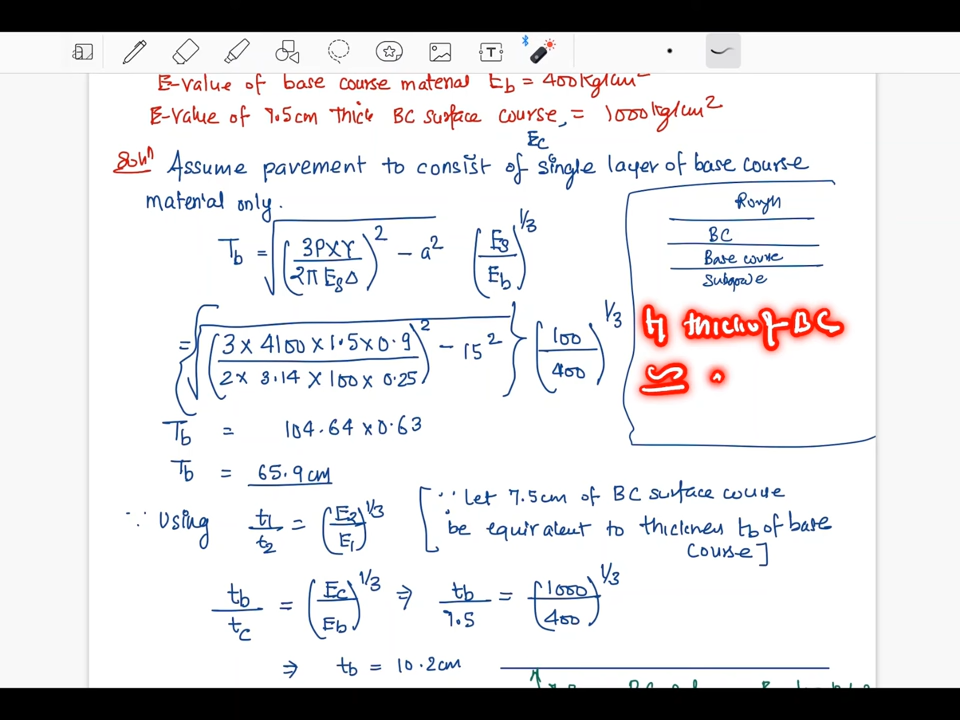 E-value of base course material Eb = 400kg/cm²
E-value of 7.5cm thick BC surface course = 1000kg/cm²
Ec
Solⁿ Assume pavement to consist of single layer of base course
material only.
Tb = √((3PXY/2πEsΔ)² - a²) (Es/Eb)^1/3
= {√((3 x 4100 x 1.5 x 0.9 / 2 x 3.14 x 100 x 0.25)² - 15²)} (100/400)^1/3
Tb = 104.64 x 0.63
Tb = 65.9cm
∵ Using t1/t2 = (E2/E1)^1/3
[∵ Let 7.5cm of BC surface course
be equivalent to thickness tb of base
course]
tb/tc = (Ec/Eb)^1/3 ⇒ tb/7.5 = (1000/400)^1/3
⇒ tb = 10.2cm
Rough
BC
Base course
Subgrade
thick of BC
T